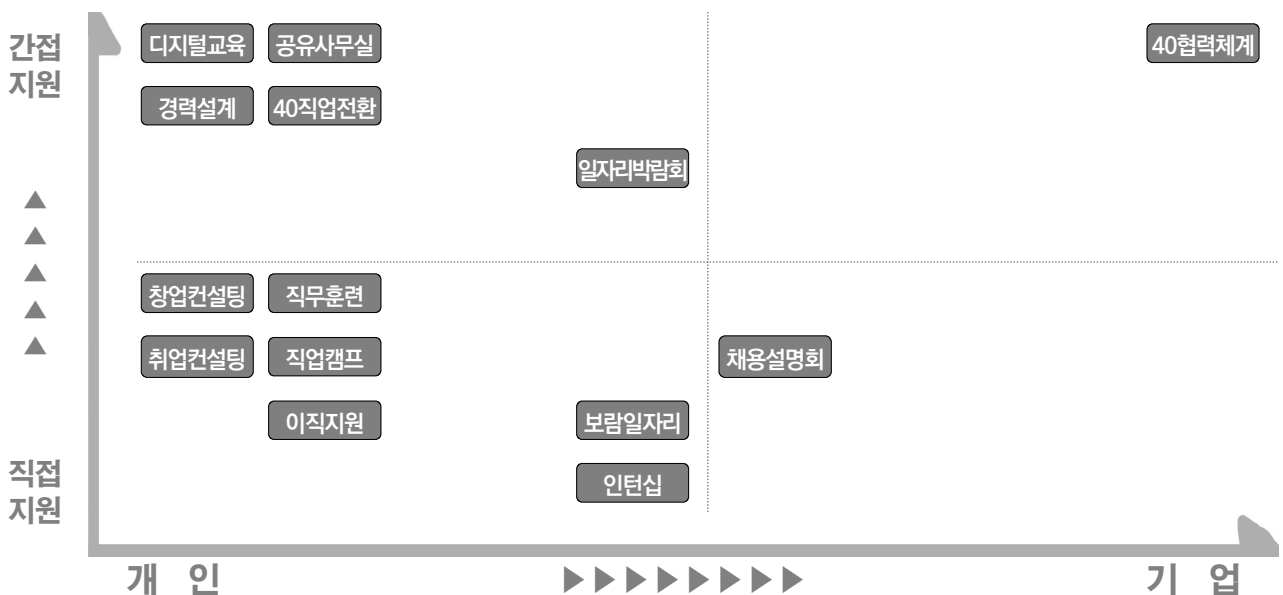 간접
지원
디지털교육 공유사무실 40협력체계
경력설계 40직업전환
일자리박람회
창업컨설팅 직무훈련
취업컨설팅 직업캠프 채용설명회
이직지원 보람일자리
직접
지원
인턴십
개 인 기 업